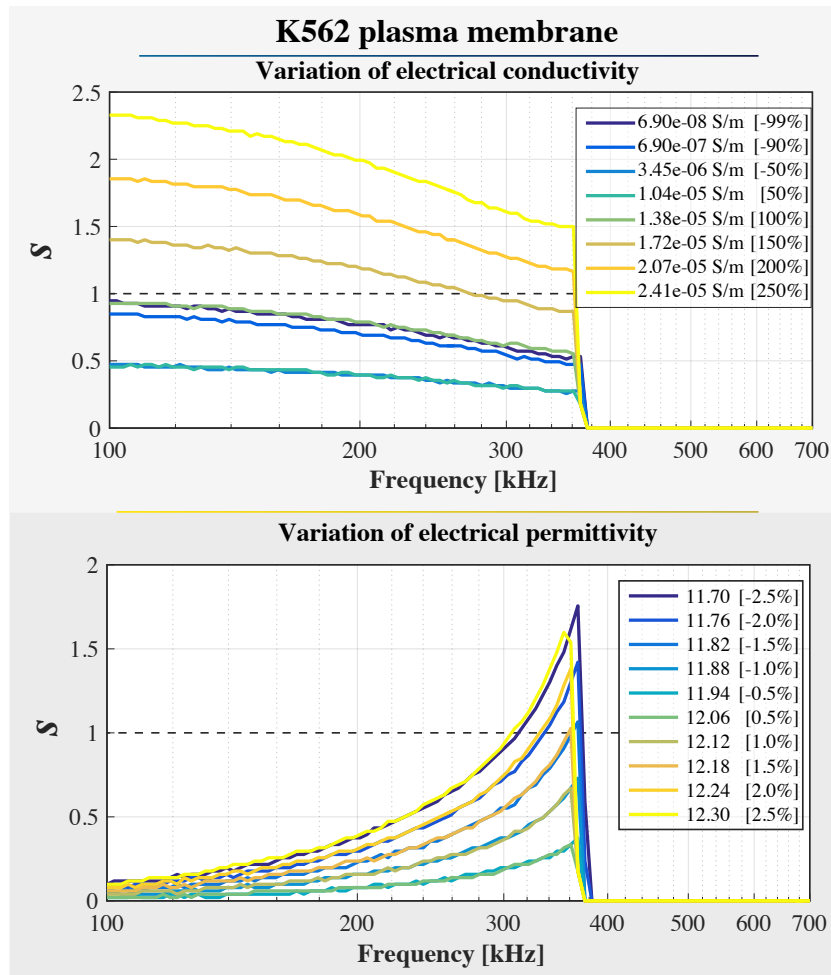 K562 plasma membrane
Variation of electrical conductivity
2.5
2
1.5
1
0.5
0
S
6.90e-08 S/m [-99%]
6.90e-07 S/m [-90%]
3.45e-06 S/m [-50%]
1.04e-05 S/m [50%]
1.38e-05 S/m [100%]
1.72e-05 S/m [150%]
2.07e-05 S/m [200%]
2.41e-05 S/m [250%]
100 200 300 400 500 600 700
Frequency [kHz]
Variation of electrical permittivity
2
1.5
1
0.5
0
S
11.70 [-2.5%]
11.76 [-2.0%]
11.82 [-1.5%]
11.88 [-1.0%]
11.94 [-0.5%]
12.06 [0.5%]
12.12 [1.0%]
12.18 [1.5%]
12.24 [2.0%]
12.30 [2.5%]
100 200 300 400 500 600 700
Frequency [kHz]